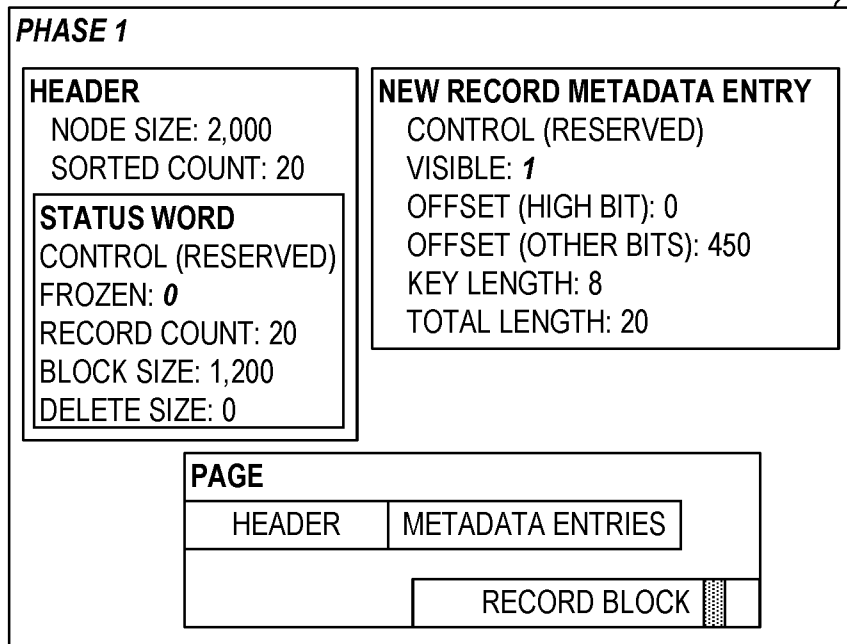 PHASE 1
HEADER
NODE SIZE: 2,000
SORTED COUNT: 20
STATUS WORD
CONTROL (RESERVED)
FROZEN: 0
RECORD COUNT: 20
BLOCK SIZE: 1,200
DELETE SIZE: 0
NEW RECORD METADATA ENTRY
CONTROL (RESERVED)
VISIBLE: 1
OFFSET (HIGH BIT): 0
OFFSET (OTHER BITS): 450
KEY LENGTH: 8
TOTAL LENGTH: 20
PAGE
HEADER
METADATA ENTRIES
RECORD BLOCK